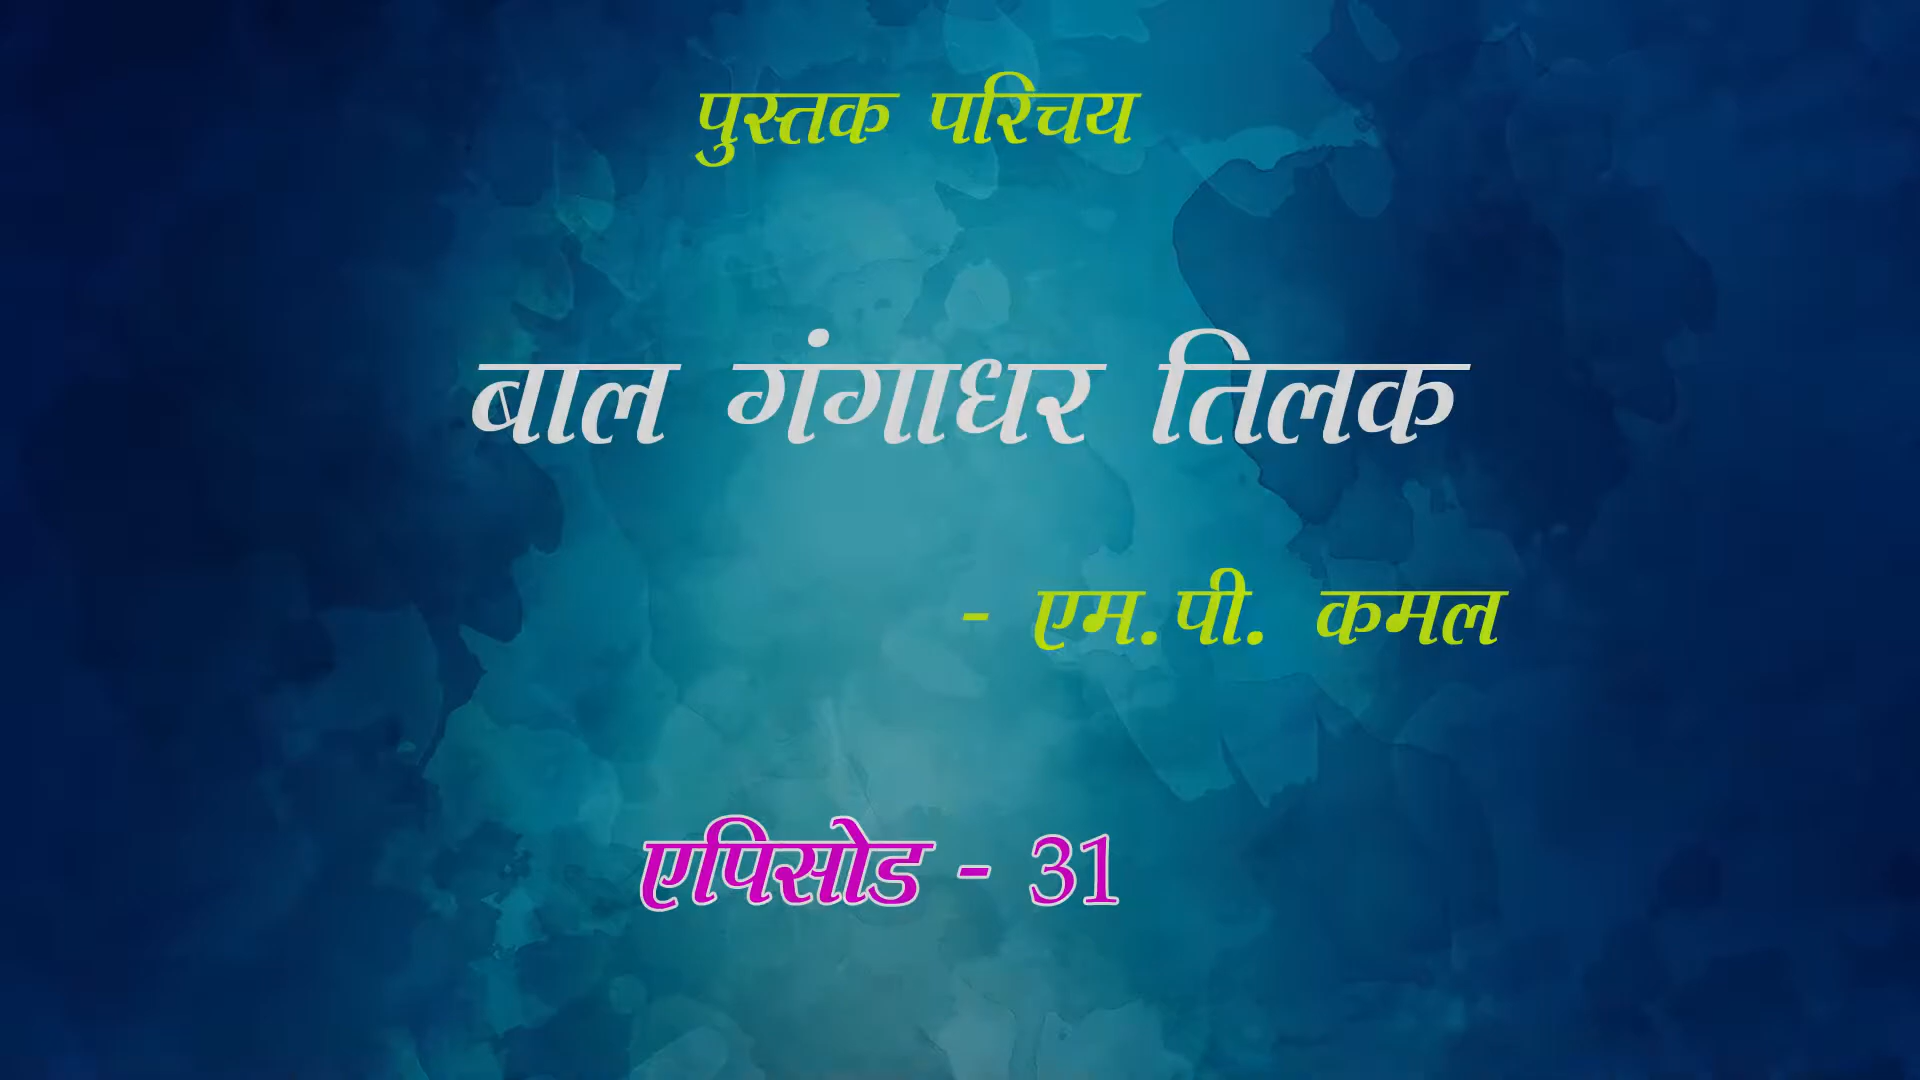 पुस्तक परिचय
बाल गंगाधर तिलक
- एम.पी. कमल
एपिसोड - 31